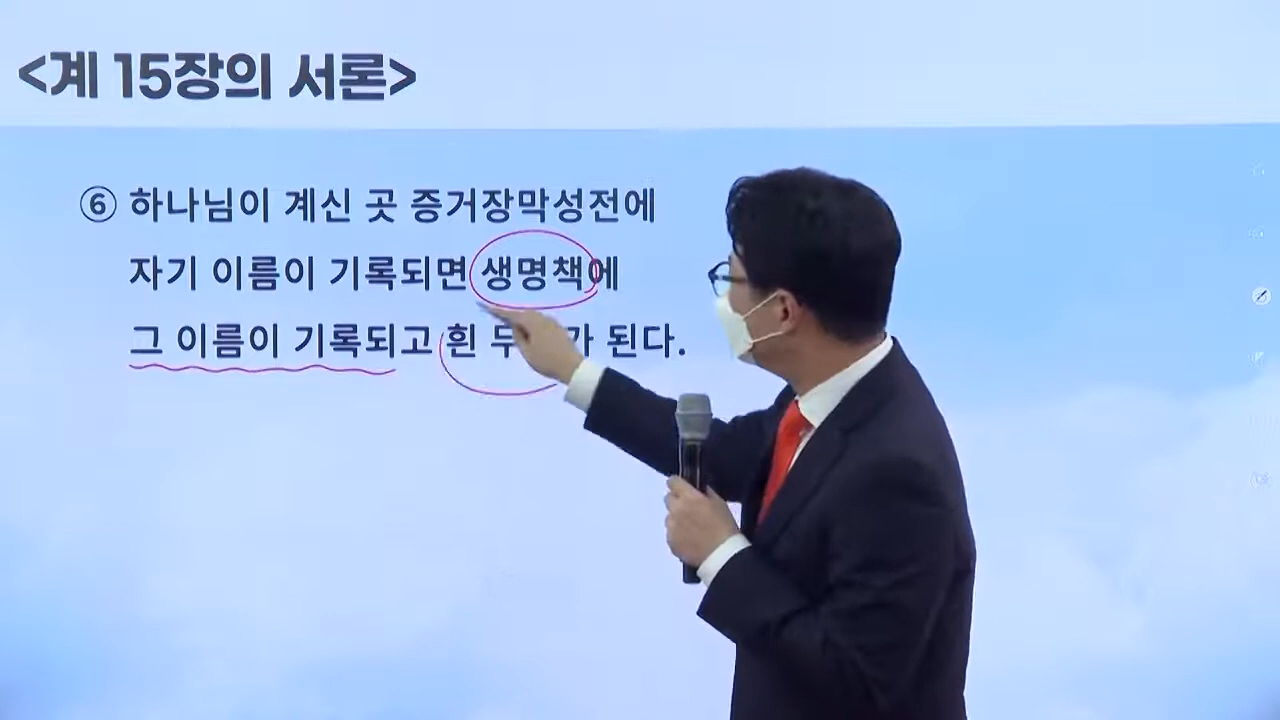 <계 15장의 서론>
⑥ 하나님이 계신 곳 증거장막성전에
자기 이름이 기록되면 생명책에
그 이름이 기록되고 흰 두 가 된다.